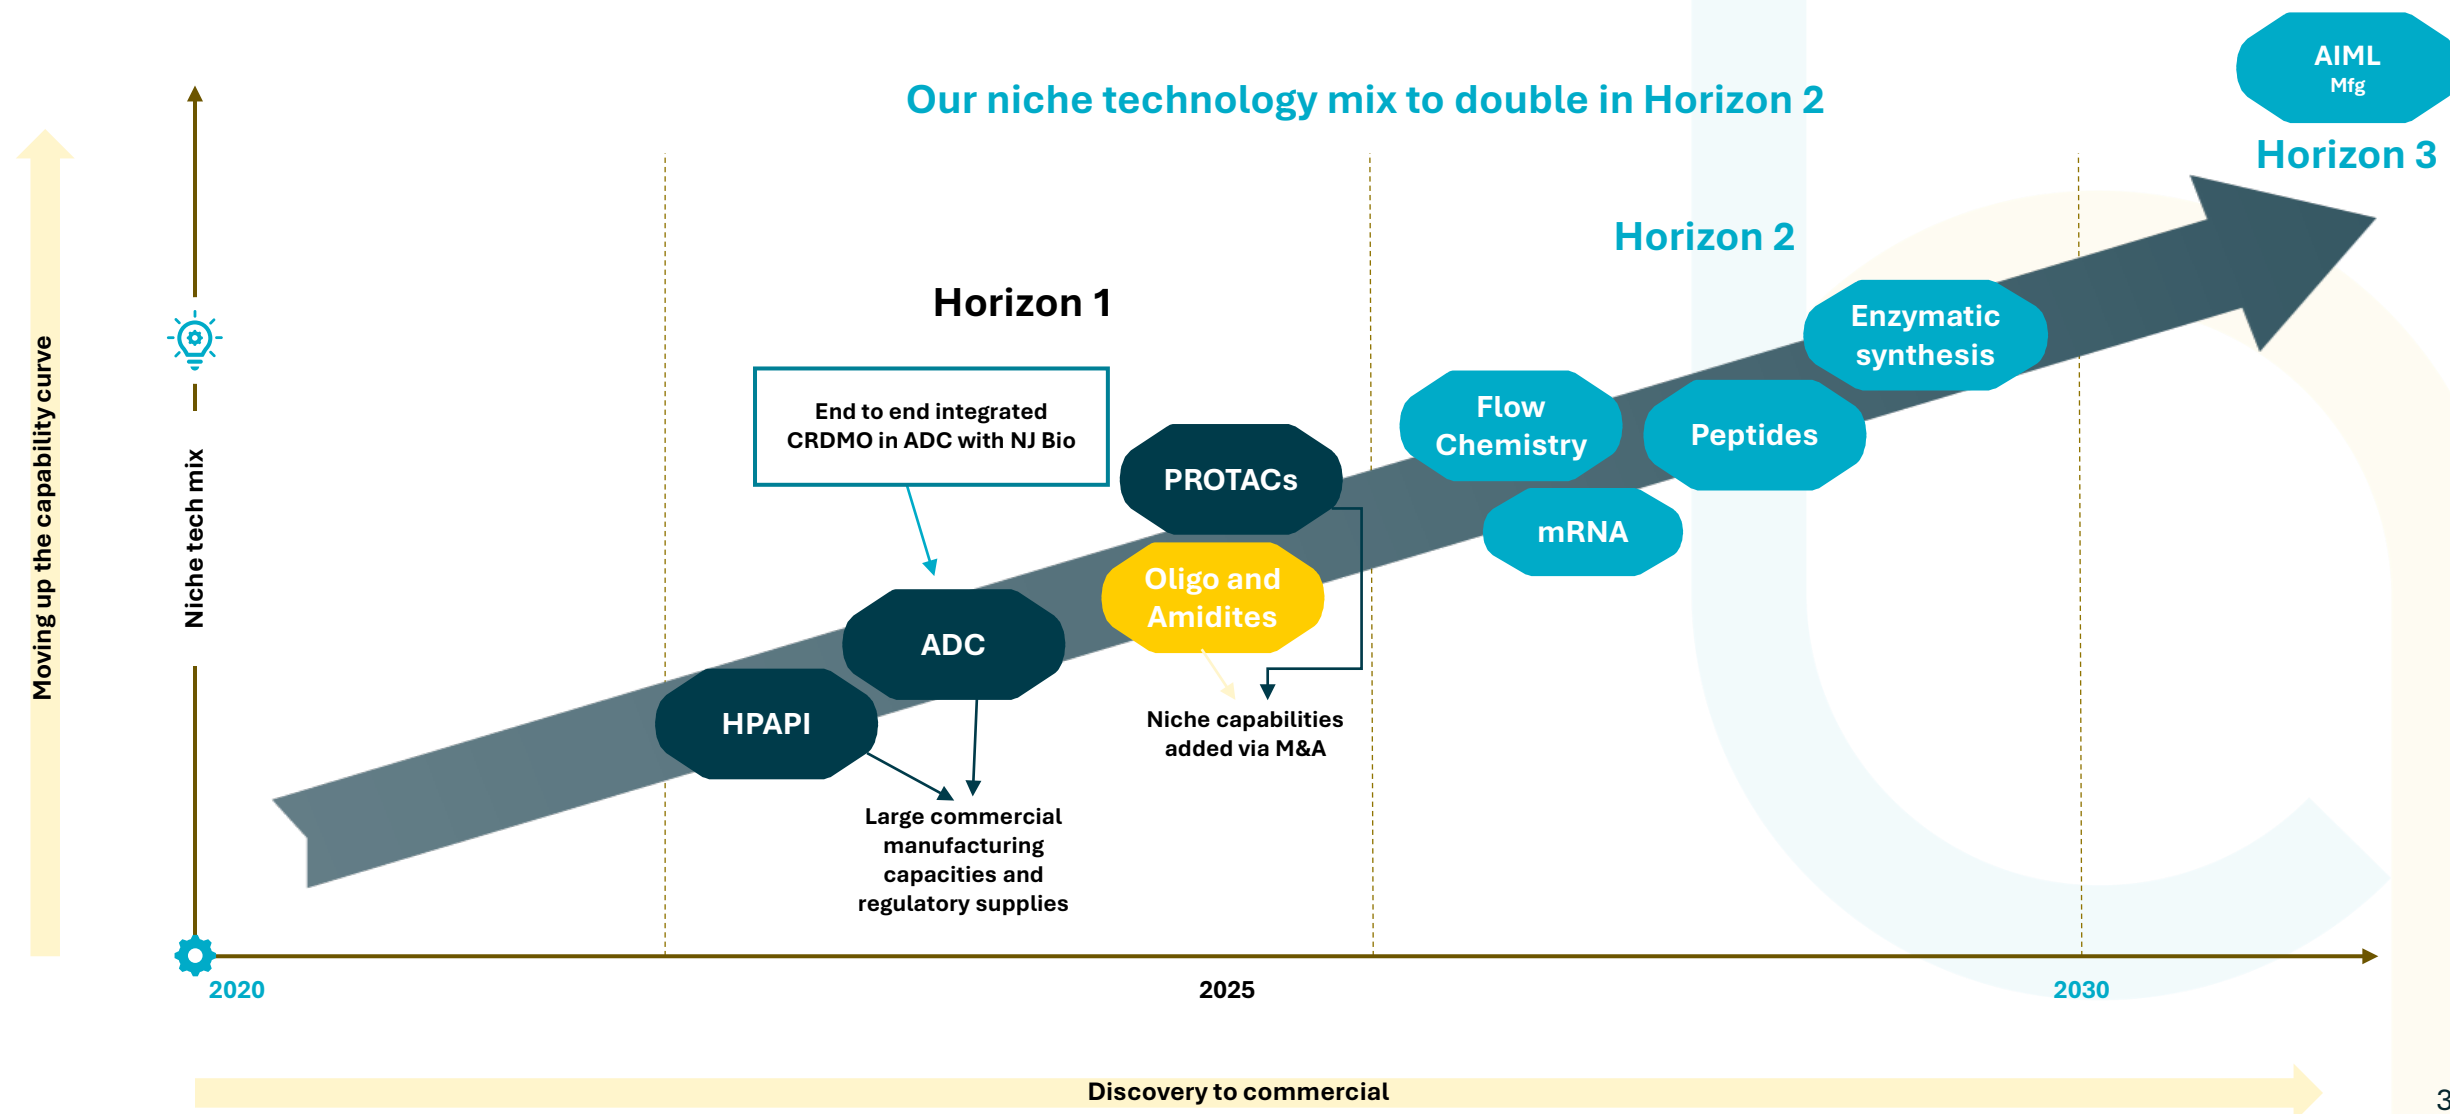 Our niche technology mix to double in Horizon 2
AIML
Mfg
Horizon 3
Horizon 2
Horizon 1
Moving up the capability curve
Niche tech mix
End to end integrated
CRDMO in ADC with NJ Bio
Enzymatic
synthesis
Flow
Chemistry
Peptides
PROTACs
mRNA
Oligo and
Amidites
ADC
HPAPI
Niche capabilities
added via M&A
Large commercial
manufacturing
capacities and
regulatory supplies
2020
2025
2030
Discovery to commercial
3